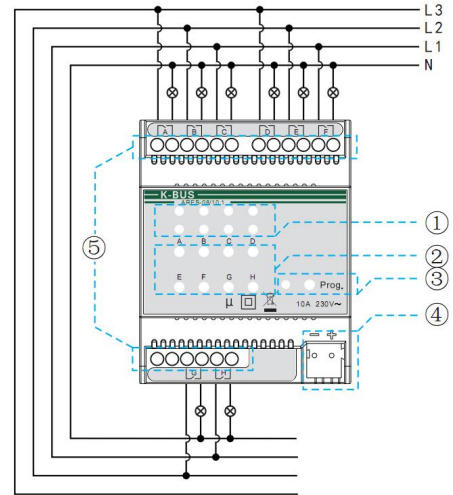 L3
L2
L1
N
A B C D E F
K-BUS
①
A B C D
②
⑤
E F G H
Prog.
③
μ
10A 230V~
④
− +
G H